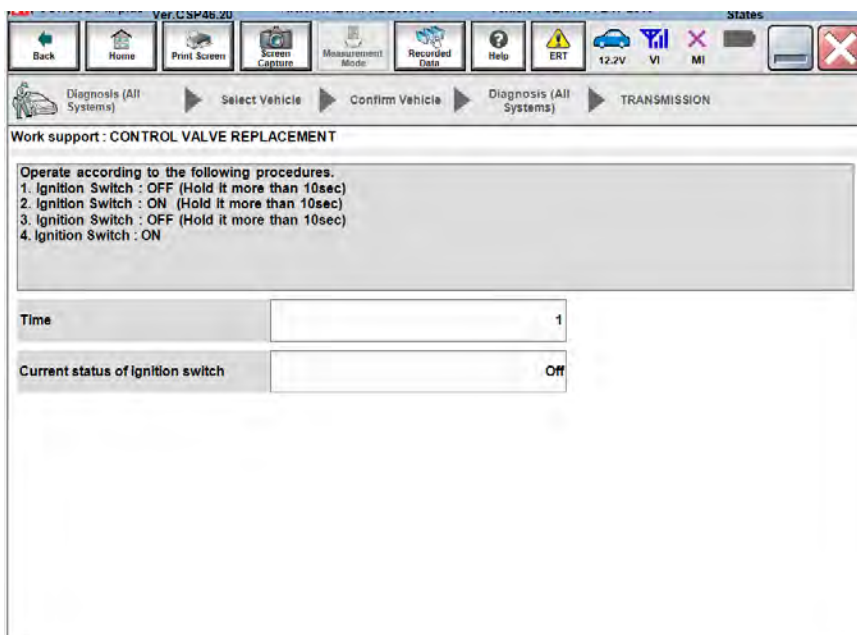 Ver.CSP46.20
States
Back
Home
Print Screen
Screen Capture
Measurement Mode
Recorded Data
Help
ERT
12.2V
VI
MI
Diagnosis (All Systems)
Select Vehicle
Confirm Vehicle
Diagnosis (All Systems)
TRANSMISSION
Work support : CONTROL VALVE REPLACEMENT
Operate according to the following procedures.
1. Ignition Switch : OFF (Hold it more than 10sec)
2. Ignition Switch : ON (Hold it more than 10sec)
3. Ignition Switch : OFF (Hold it more than 10sec)
4. Ignition Switch : ON
Time
1
Current status of ignition switch
Off